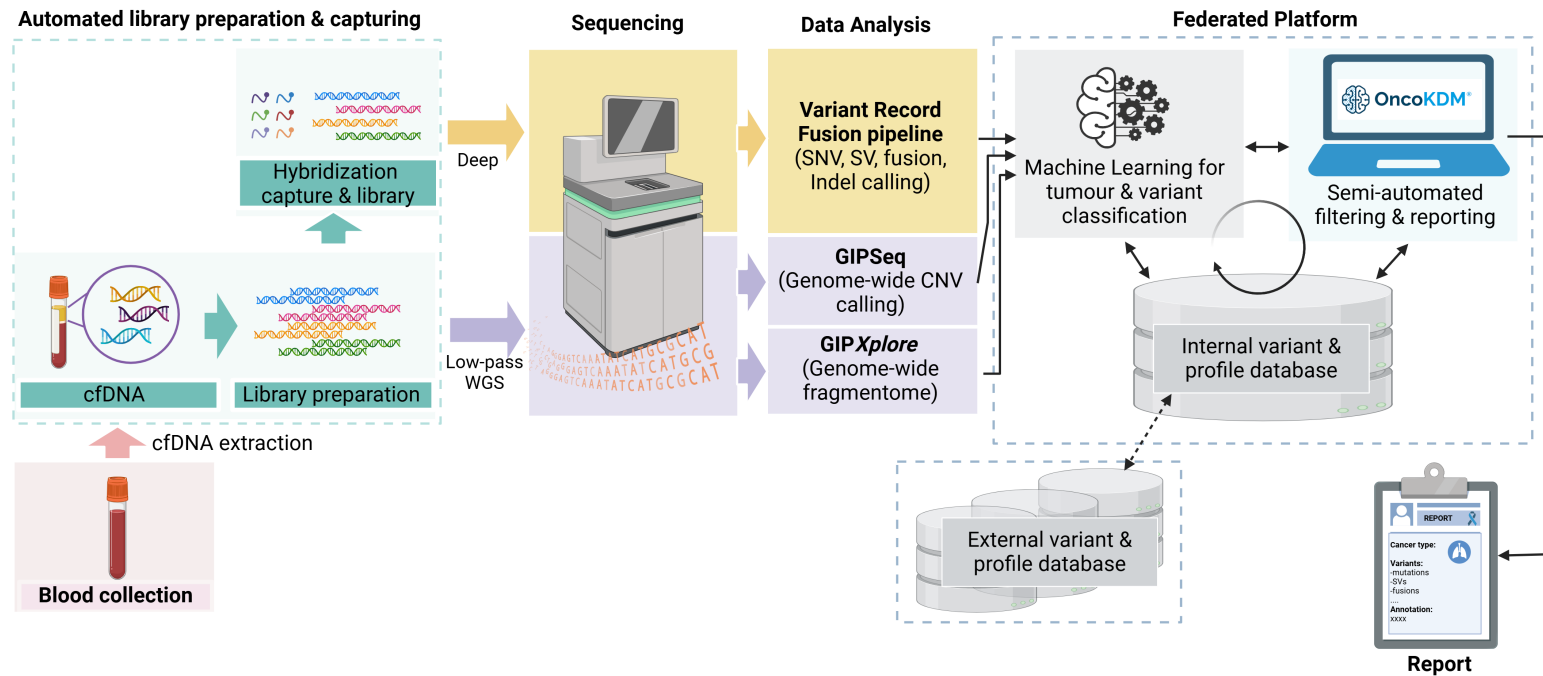 Automated library preparation & capturing
Sequencing
Data Analysis
Federated Platform
Hybridization
capture & library
cfDNA
Library preparation
cfDNA extraction
Blood collection
Deep
Low-pass
WGS
GAGTCAAATATCATGCGCAT
GAGTCAAATATCATGCG
GAGTCAAATATCATGCGCAT
Variant Record
Fusion pipeline
(SNV, SV, fusion,
Indel calling)
GIPSeq
(Genome-wide CNV
calling)
GIPXplore
(Genome-wide
fragmentome)
Machine Learning for
tumour & variant
classification
OncoKDM®
Semi-automated
filtering & reporting
Internal variant &
profile database
External variant &
profile database
REPORT
Cancer type:
Variants:
-mutations
-SVs
-fusions
....
Annotation:
xxxx
Report